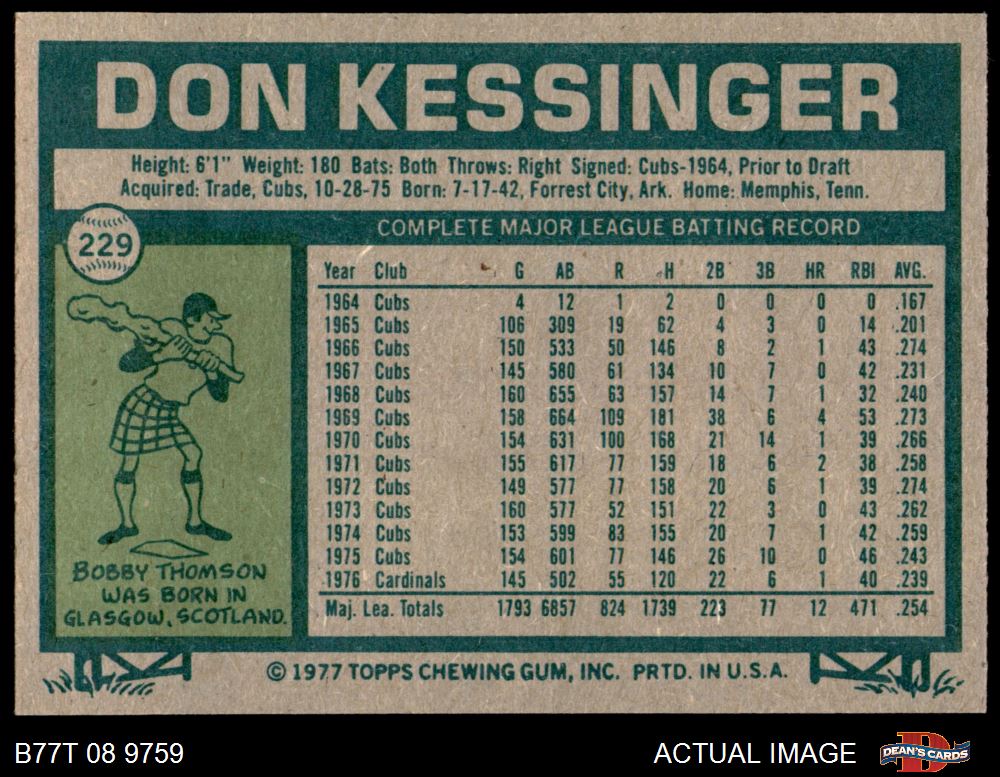 DON KESSINGER
Height: 6'1" Weight: 180 Bats: Both Throws: Right Signed: Cubs-1964, Prior to Draft
Acquired: Trade, Cubs, 10-28-75 Born: 7-17-42, Forrest City, Ark. Home: Memphis, Tenn.
229
COMPLETE MAJOR LEAGUE BATTING RECORD
Year Club G AB R H 2B 3B HR RBI AVG.
1964 Cubs 4 12 1 2 0 0 0 0 .167
1965 Cubs 106 309 19 62 4 3 0 14 .201
1966 Cubs 150 533 50 146 8 2 1 43 .274
1967 Cubs 145 580 61 134 10 7 0 42 .231
1968 Cubs 160 655 63 157 14 7 1 32 .240
1969 Cubs 158 664 109 181 38 6 4 53 .273
1970 Cubs 154 631 100 168 21 14 1 39 .266
1971 Cubs 155 617 77 159 18 6 2 38 .258
1972 Cubs 149 577 77 158 20 6 1 39 .274
1973 Cubs 160 577 52 151 22 3 0 43 .262
1974 Cubs 153 599 83 155 20 7 1 42 .259
1975 Cubs 154 601 77 146 26 10 0 46 .243
1976 Cardinals 145 502 55 120 22 6 1 40 .239
Maj. Lea. Totals 1793 6857 824 1739 223 77 12 471 .254
BOBBY THOMSON
WAS BORN IN
GLASGOW, SCOTLAND.
© 1977 TOPPS CHEWING GUM, INC. PRTD. IN U.S.A.
B77T 08 9759
ACTUAL IMAGE
DEAN'S CARDS